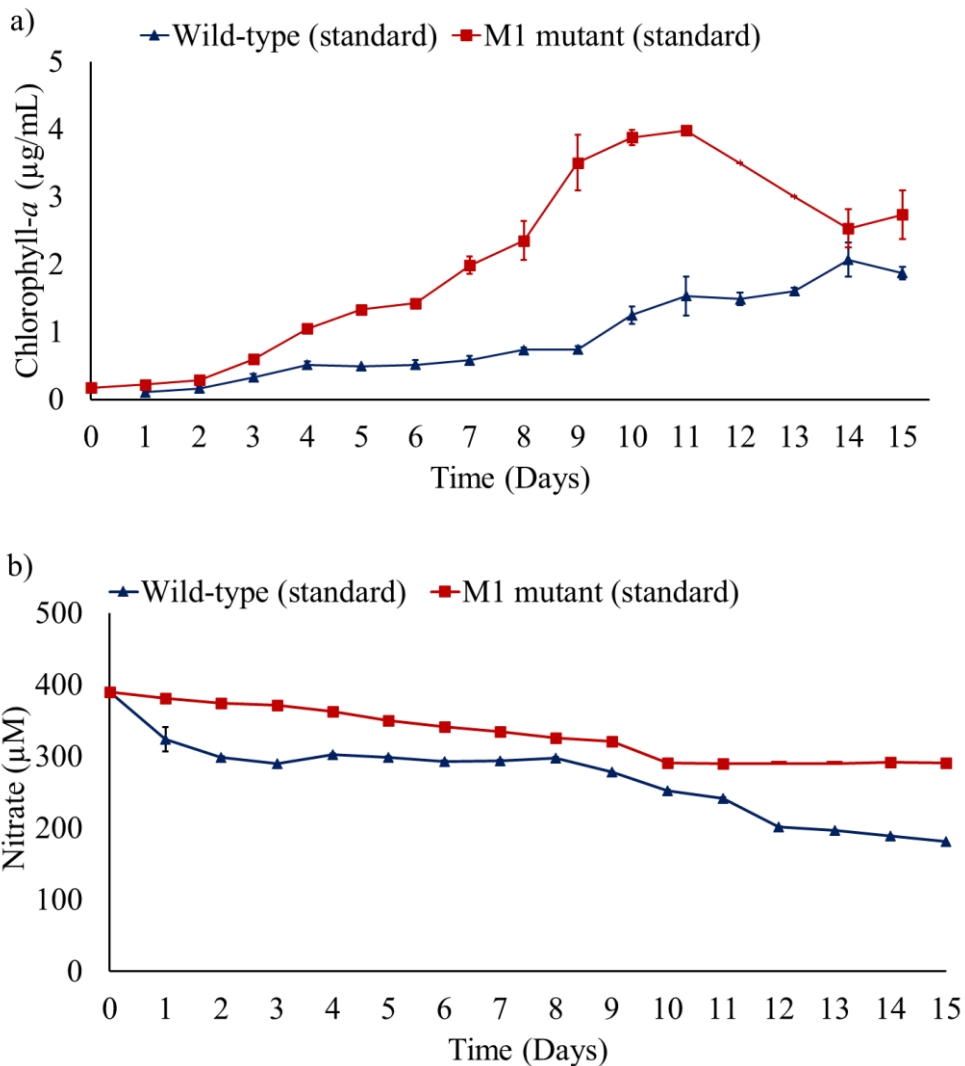 a)
Wild-type (standard) M1 mutant (standard)
5
4
3
2
1
0
Chlorophyll-a (µg/mL)
0 1 2 3 4 5 6 7 8 9 10 11 12 13 14 15
Time (Days)
b)
Wild-type (standard) M1 mutant (standard)
500
400
300
200
100
0
Nitrate (µM)
0 1 2 3 4 5 6 7 8 9 10 11 12 13 14 15
Time (Days)